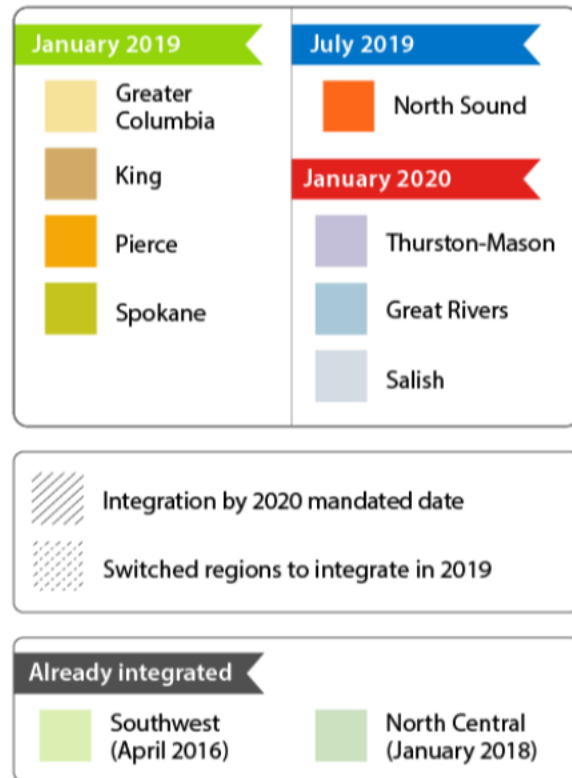 January 2019
Greater
Columbia
King
Pierce
Spokane
July 2019
North Sound
January 2020
Thurston-Mason
Great Rivers
Salish
Integration by 2020 mandated date
Switched regions to integrate in 2019
Already integrated
Southwest
(April 2016)
North Central
(January 2018)